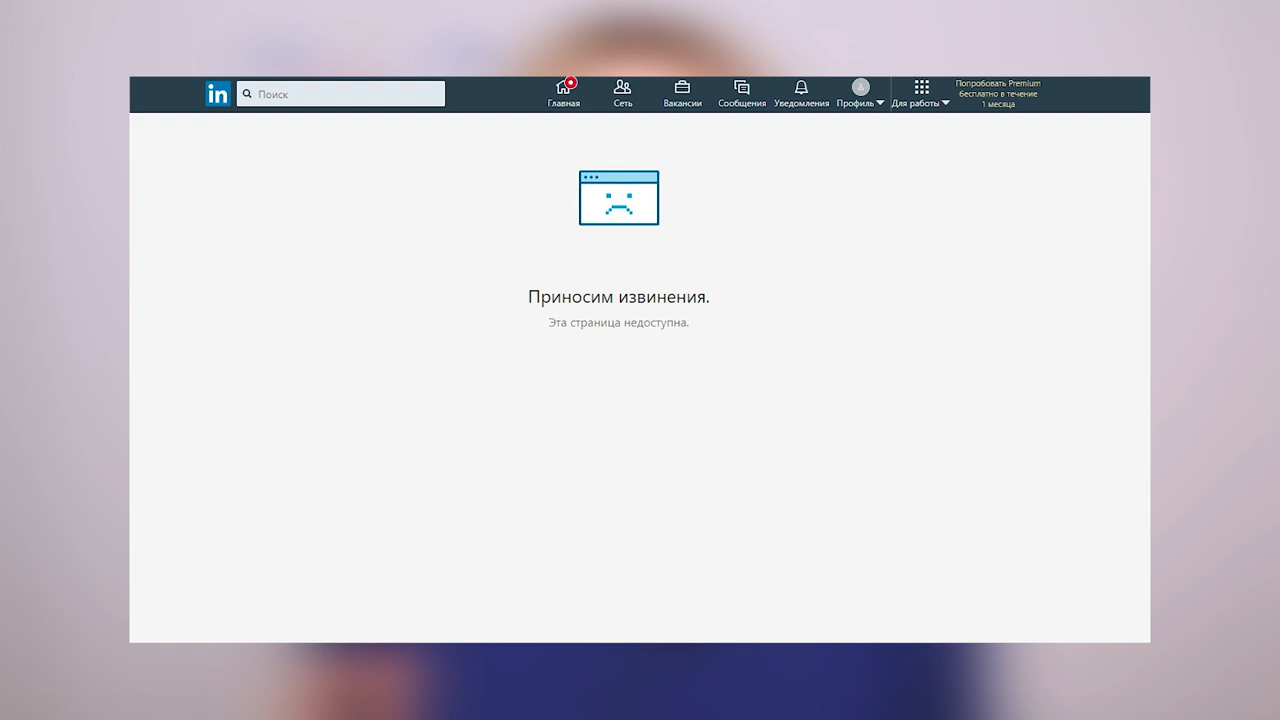 in
Поиск
Главная
Сеть
Вакансии
Сообщения
Уведомления
Профиль
Для работы
Попробовать Premium
бесплатно в течение
1 месяца
Приносим извинения.
Эта страница недоступна.